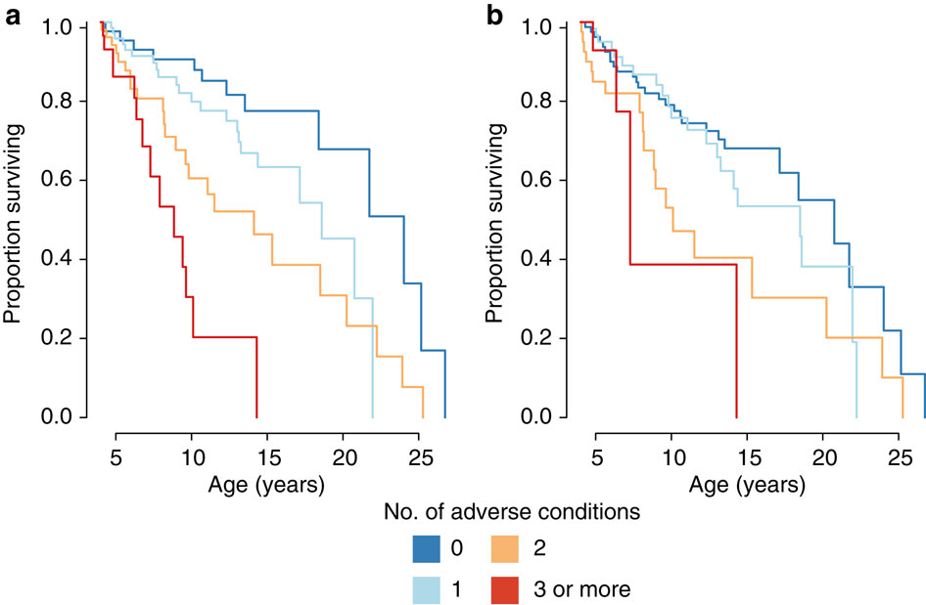 a
b
1.0
0.8
0.6
0.4
0.2
0.0
Proportion surviving
5 10 15 20 25
Age (years)
1.0
0.8
0.6
0.4
0.2
0.0
Proportion surviving
5 10 15 20 25
Age (years)
No. of adverse conditions
0 2
1 3 or more